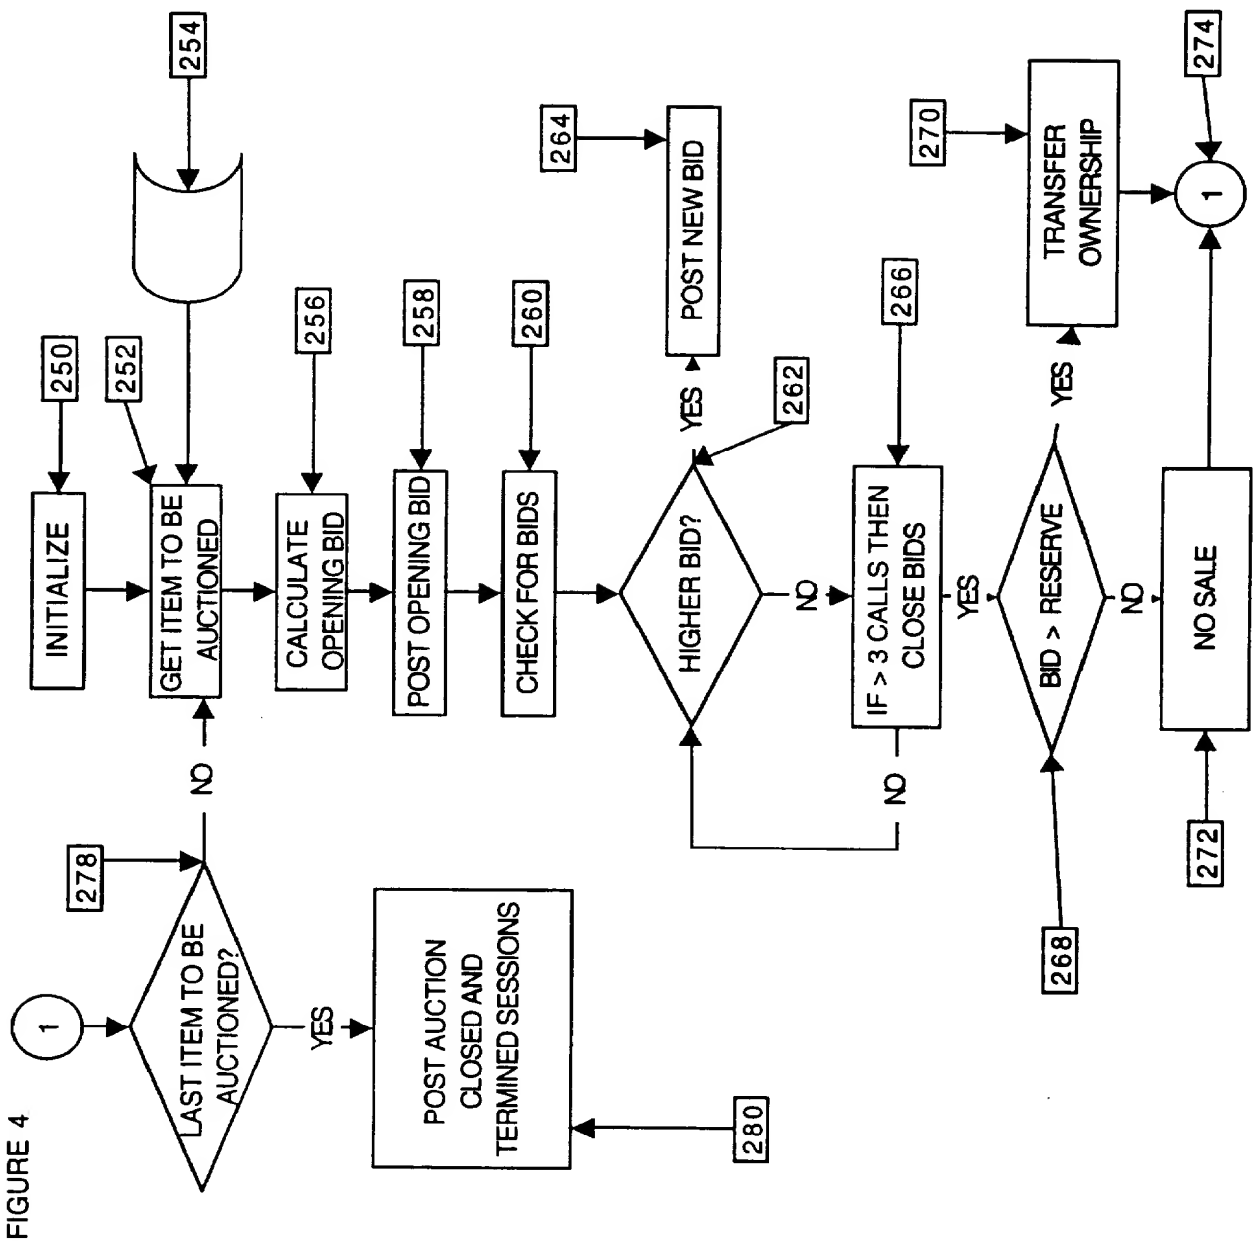 FIGURE 4
1
LAST ITEM TO BE
AUCTIONED?
278
NO
YES
POST AUCTION
CLOSED AND
TERMINED SESSIONS
280
INITIALIZE
250
GET ITEM TO BE
AUCTIONED
252
254
CALCULATE
OPENING BID
256
POST OPENING BID
258
CHECK FOR BIDS
260
HIGHER BID?
262
YES
POST NEW BID
264
NO
IF > 3 CALLS THEN
CLOSE BIDS
266
NO
YES
BID > RESERVE
268
YES
TRANSFER
OWNERSHIP
270
NO
NO SALE
272
1
274